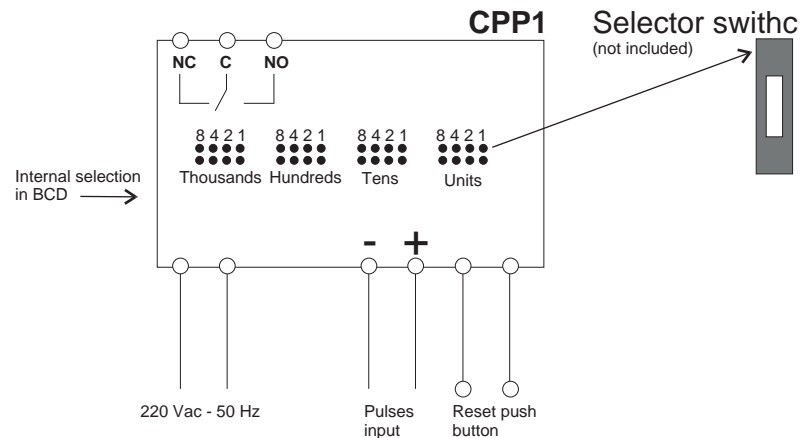 CPP1
Selector swithc
(not included)
NC C NO
8 4 2 1 8 4 2 1 8 4 2 1 8 4 2 1
Thousands Hundreds Tens Units
Internal selection
in BCD
- +
220 Vac - 50 Hz
Pulses
input
Reset push
button